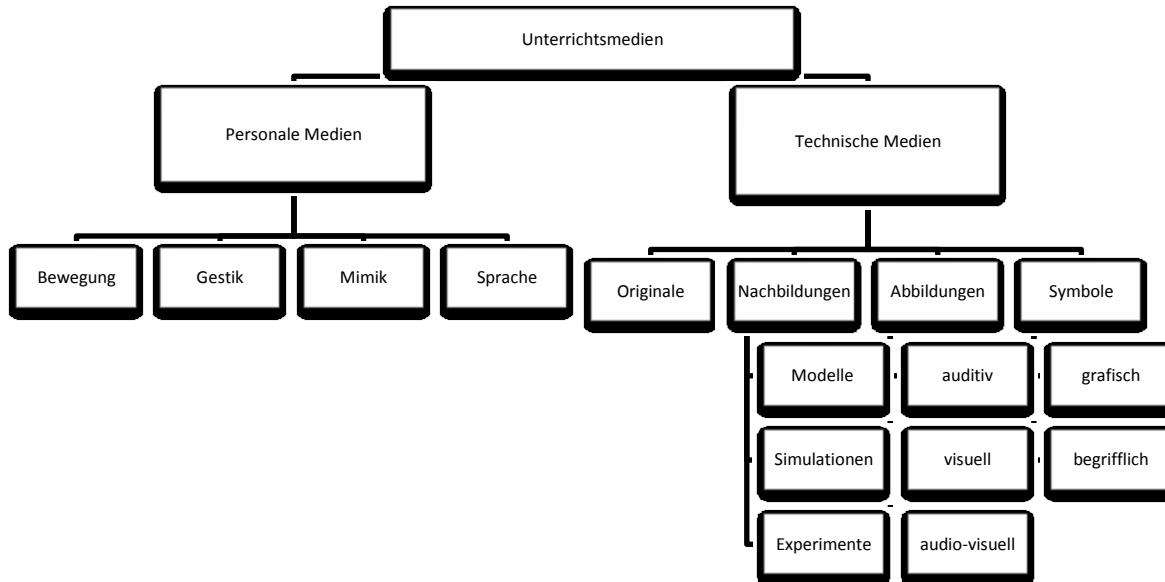 Unterrichtsmedien
Personale Medien
Technische Medien
Bewegung
Gestik
Mimik
Sprache
Originale
Nachbildungen
Abbildungen
Symbole
Modelle
auditiv
grafisch
Simulationen
visuell
begrifflich
Experimente
audio-visuell